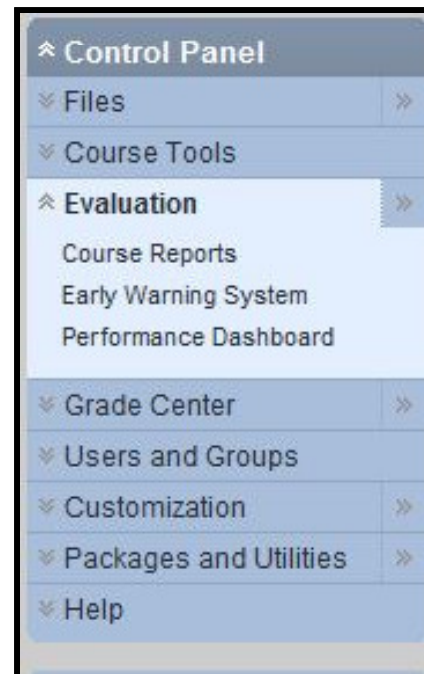 Control Panel
Files
Course Tools
Evaluation
Course Reports
Early Warning System
Performance Dashboard
Grade Center
Users and Groups
Customization
Packages and Utilities
Help